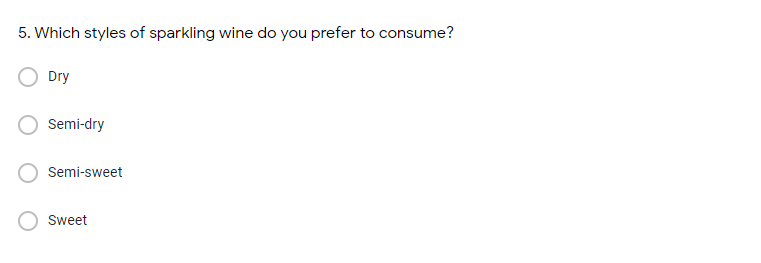 5. Which styles of sparkling wine do you prefer to consume?
Dry
Semi-dry
Semi-sweet
Sweet